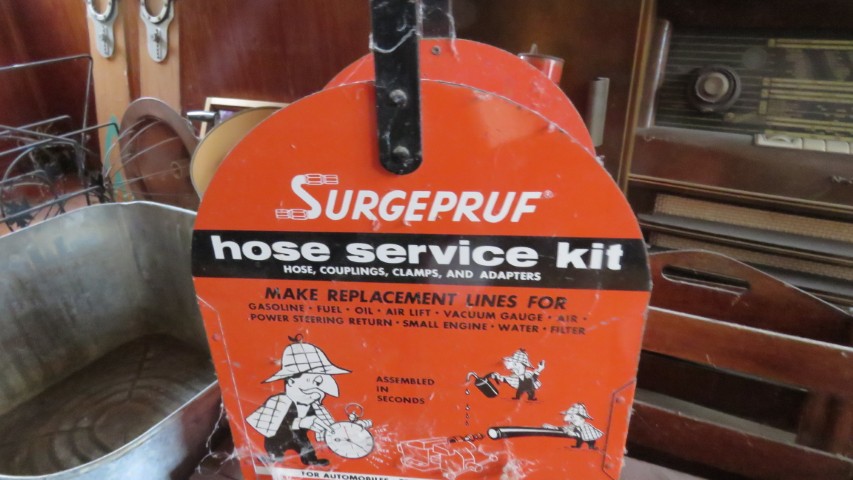 SURGEPRUF®
hose service kit
HOSE, COUPLINGS, CLAMPS, AND ADAPTERS
MAKE REPLACEMENT LINES FOR
GASOLINE • FUEL • OIL • AIR LIFT • VACUUM GAUGE • AIR •
POWER STEERING RETURN • SMALL ENGINE • WATER • FILTER
ASSEMBLED
IN
SECONDS
FOR AUTOMOBILES